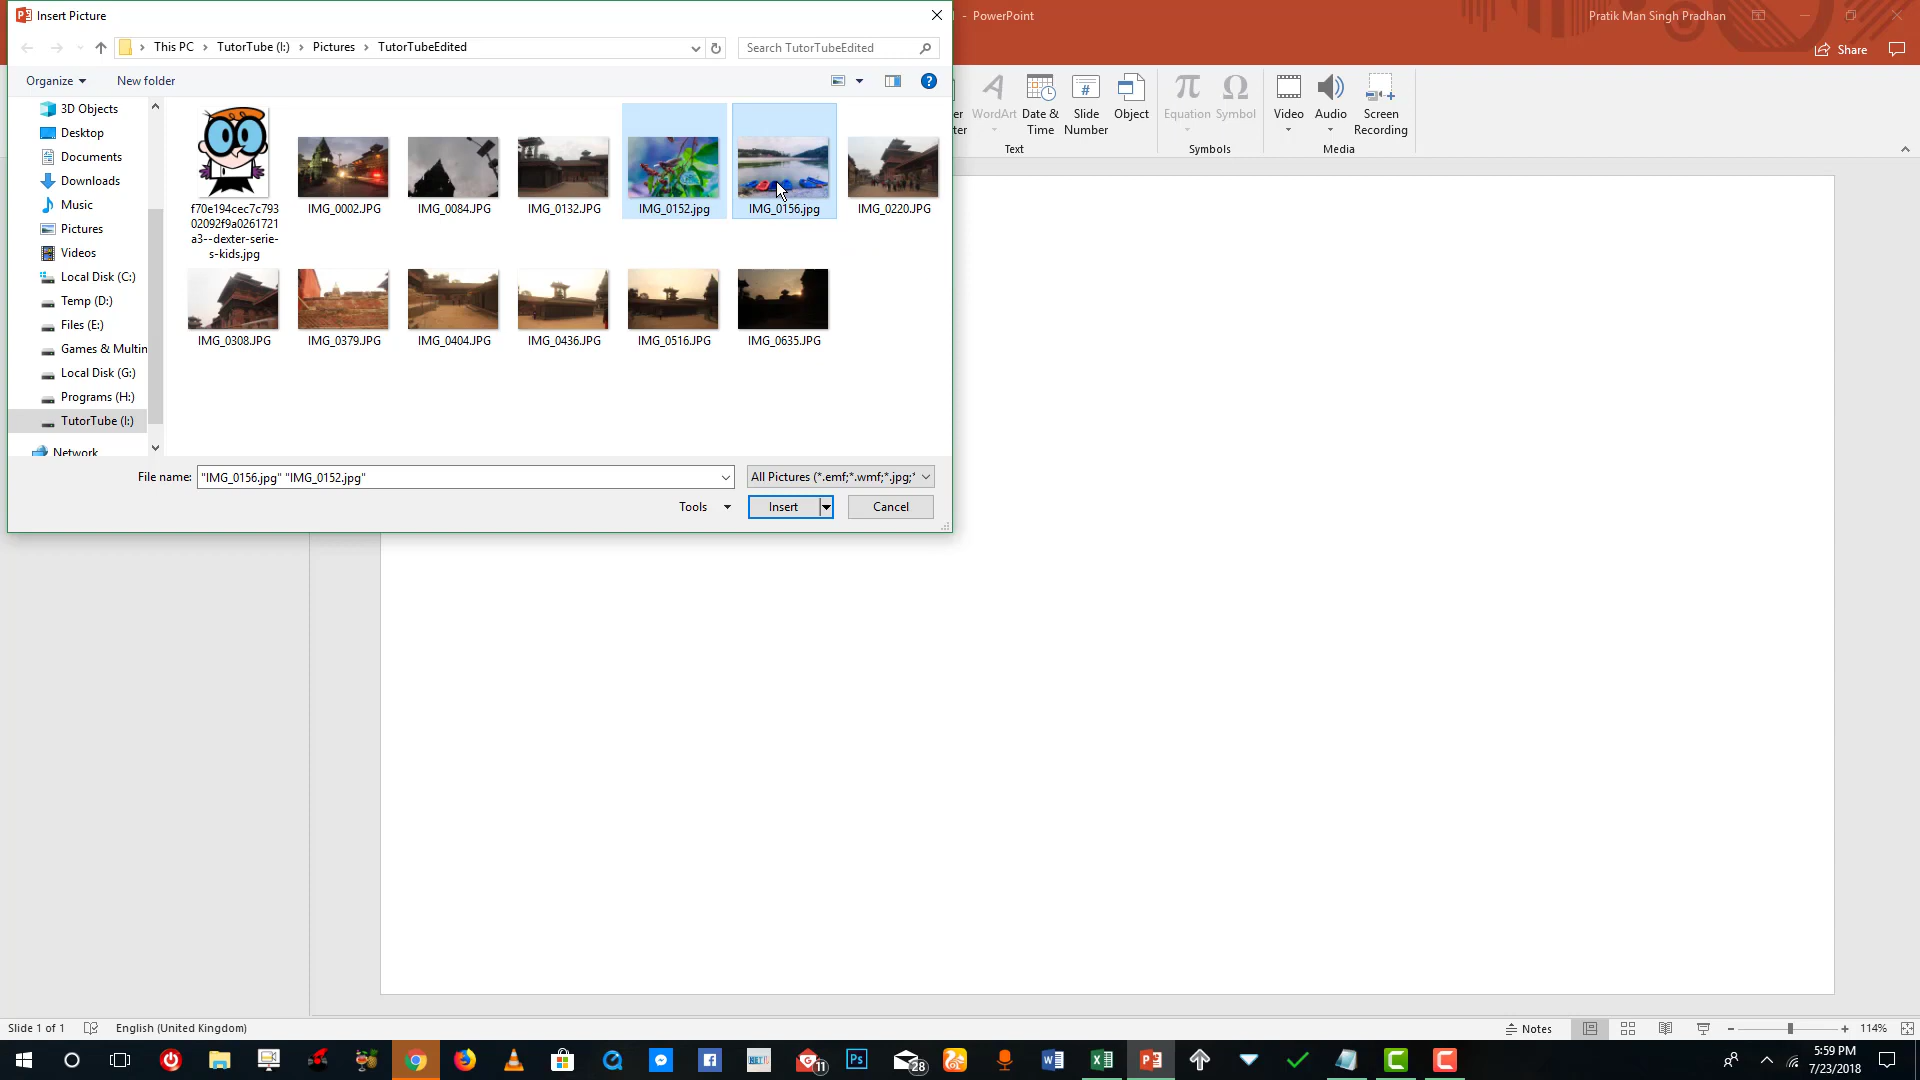 Insert Picture
- PowerPoint
Pratik Man Singh Pradhan
This PC
TutorTube (I:)
Pictures
TutorTubeEdited
Search TutorTubeEdited
Share
Organize
New folder
3D Objects
Desktop
Documents
Downloads
Music
Pictures
Videos
Local Disk (C:)
Temp (D:)
Files (E:)
Games & Multin
Local Disk (G:)
Programs (H:)
TutorTube (I:)
Network
f70e194cec7c793
02092f9a0261721
a3--dexter-serie-
s-kids.jpg
IMG_0002.JPG
IMG_0084.JPG
IMG_0132.JPG
IMG_0152.jpg
IMG_0156.jpg
IMG_0220.JPG
IMG_0308.JPG
IMG_0379.JPG
IMG_0404.JPG
IMG_0436.JPG
IMG_0516.JPG
IMG_0635.JPG
File name:
"IMG_0156.jpg" "IMG_0152.jpg"
All Pictures (*.emf;*.wmf;*.jpg;*
Tools
Insert
Cancel
er
ter
WordArt
Date &
Time
Slide
Number
Object
Equation
Symbol
Video
Audio
Screen
Recording
Text
Symbols
Media
Slide 1 of 1
English (United Kingdom)
Notes
114%
11
Ps
28
5:59 PM
7/23/2018